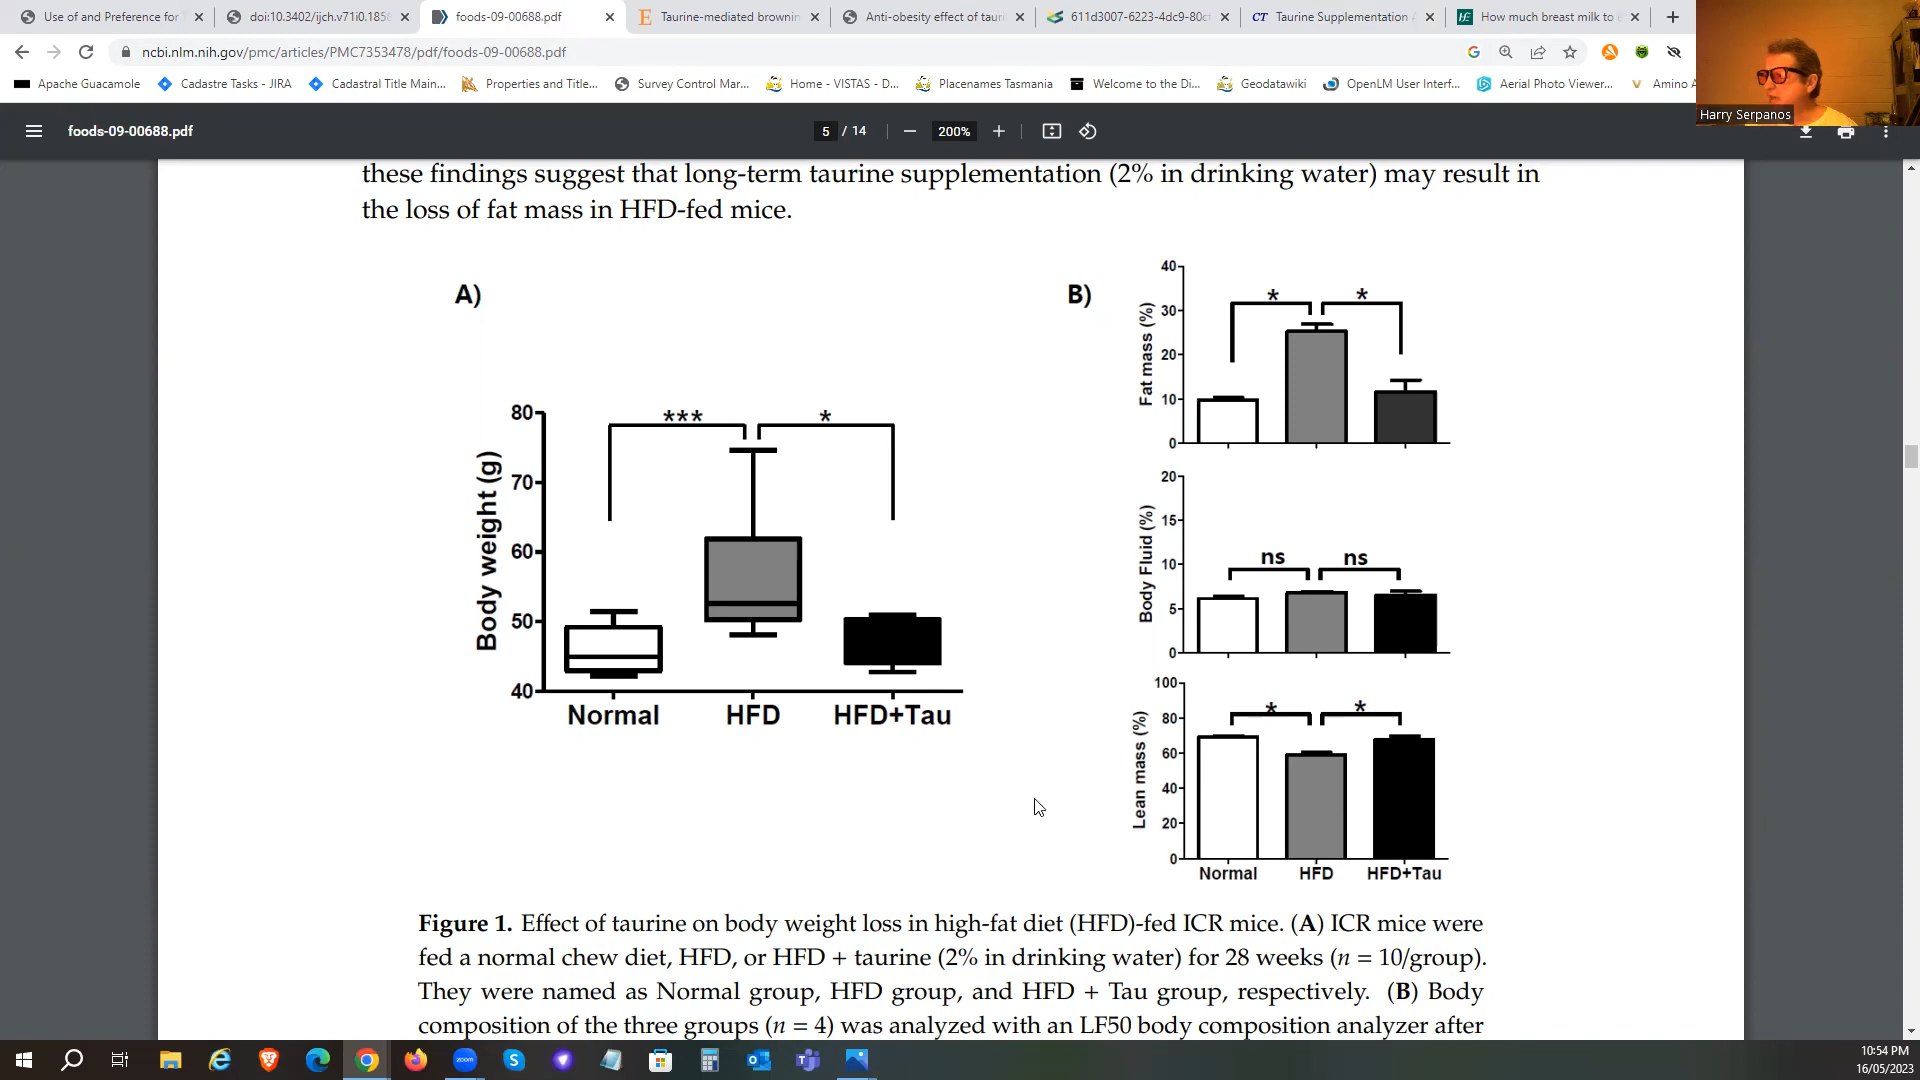 Use of and Preference for
doi:10.3402/ijch.v71i0.185
foods-09-00688.pdf
Taurine-mediated brownin
Anti-obesity effect of taur
611d3007-6223-4dc9-80c
CT Taurine Supplementation
How much breast milk to
ncbi.nlm.nih.gov/pmc/articles/PMC7353478/pdf/foods-09-00688.pdf
Apache Guacamole
Cadastre Tasks - JIRA
Cadastral Title Main...
Properties and Title...
Survey Control Mar...
Home - VISTAS - D...
Placenames Tasmania
Welcome to the Di...
Geodatawiki
OpenLM User Interf...
Aerial Photo Viewer...
Amino A
Harry Serpanos
foods-09-00688.pdf
5 / 14
200%
these findings suggest that long-term taurine supplementation (2% in drinking water) may result in
the loss of fat mass in HFD-fed mice.
A)
80
70
60
50
40
Body weight (g)
***
*
Normal HFD HFD+Tau
B)
40
30
20
10
0
Fat mass (%)
*
*
20
15
10
5
0
Body Fluid (%)
ns
ns
100
80
60
40
20
0
Lean mass (%)
*
*
Normal HFD HFD+Tau
Figure 1. Effect of taurine on body weight loss in high-fat diet (HFD)-fed ICR mice. (A) ICR mice were
fed a normal chew diet, HFD, or HFD + taurine (2% in drinking water) for 28 weeks (n = 10/group).
They were named as Normal group, HFD group, and HFD + Tau group, respectively. (B) Body
composition of the three groups (n = 4) was analyzed with an LF50 body composition analyzer after
zoom
10:54 PM
16/05/2023